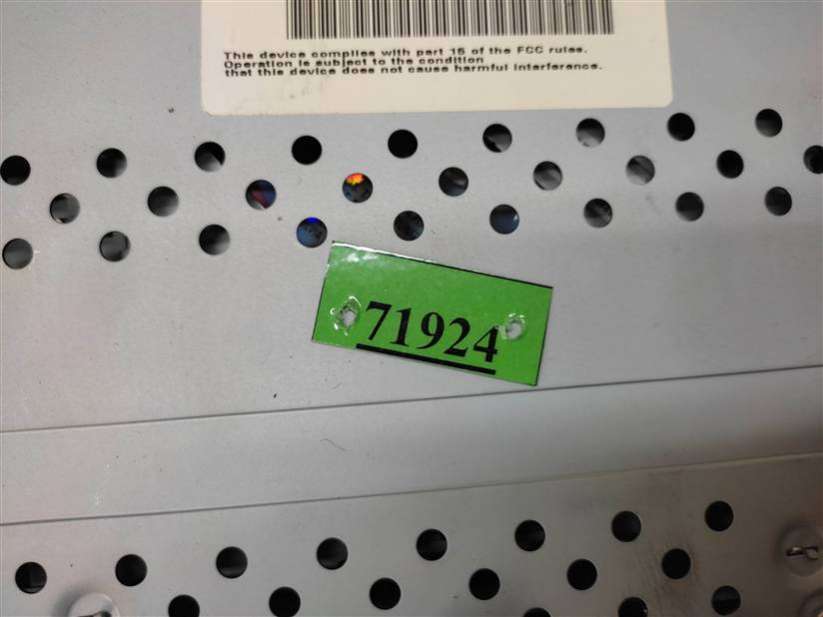 This device complies with part 15 of the FCC rules.
Operation is subject to the condition
that this device does not cause harmful interference.
71924